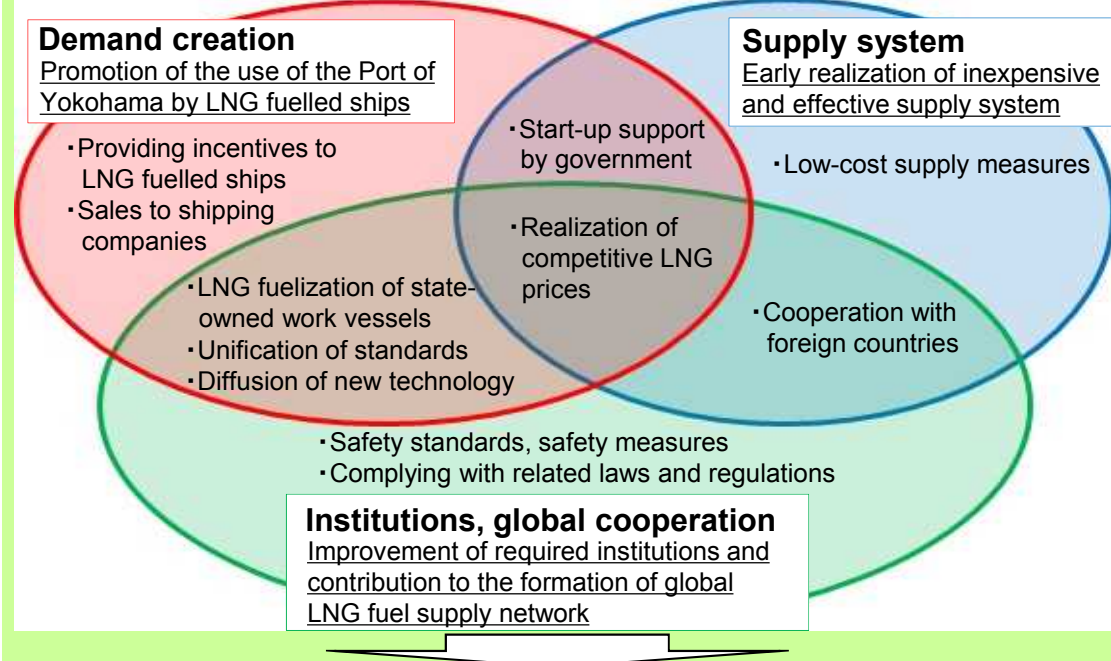 Demand creation
Promotion of the use of the Port of
Yokohama by LNG fuelled ships
Supply system
Early realization of inexpensive
and effective supply system
・Providing incentives to
LNG fuelled ships
・Sales to shipping
companies
・Start-up support
by government
・Low-cost supply measures
・Realization of
competitive LNG
prices
・LNG fuelization of state-
owned work vessels
・Unification of standards
・Diffusion of new technology
・Cooperation with
foreign countries
・Safety standards, safety measures
・Complying with related laws and regulations
Institutions, global cooperation
Improvement of required institutions and
contribution to the formation of global
LNG fuel supply network